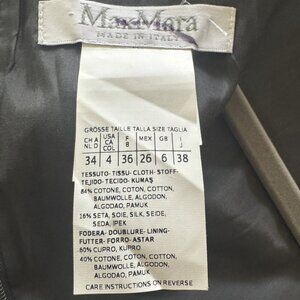 MaxMara
MADE IN ITALY
GRÖSSE TAILLE TALLA SIZE TAGLIA
CH A NL D USA CA COL F B MEX GB J
34 4 36 26 6 38
TESSUTO-TISSU-CLOTH-STOFF-
TEJIDO-TECIDO-KUMAŞ
84% COTONE, COTON, COTTON,
BAUMWOLLE, ALGODON,
ALGODAO, PAMUK
16% SETA, SOIE, SILK, SEIDE,
SEDA, IPEK
FODERA-DOUBLURE-LINING-
FUTTER-FORRO-ASTAR
60% CUPRO, KUPRO
40% COTONE, COTON, COTTON,
BAUMWOLLE, ALGODON,
ALGODAO, PAMUK
CARE INSTRUCTIONS ON REVERSE